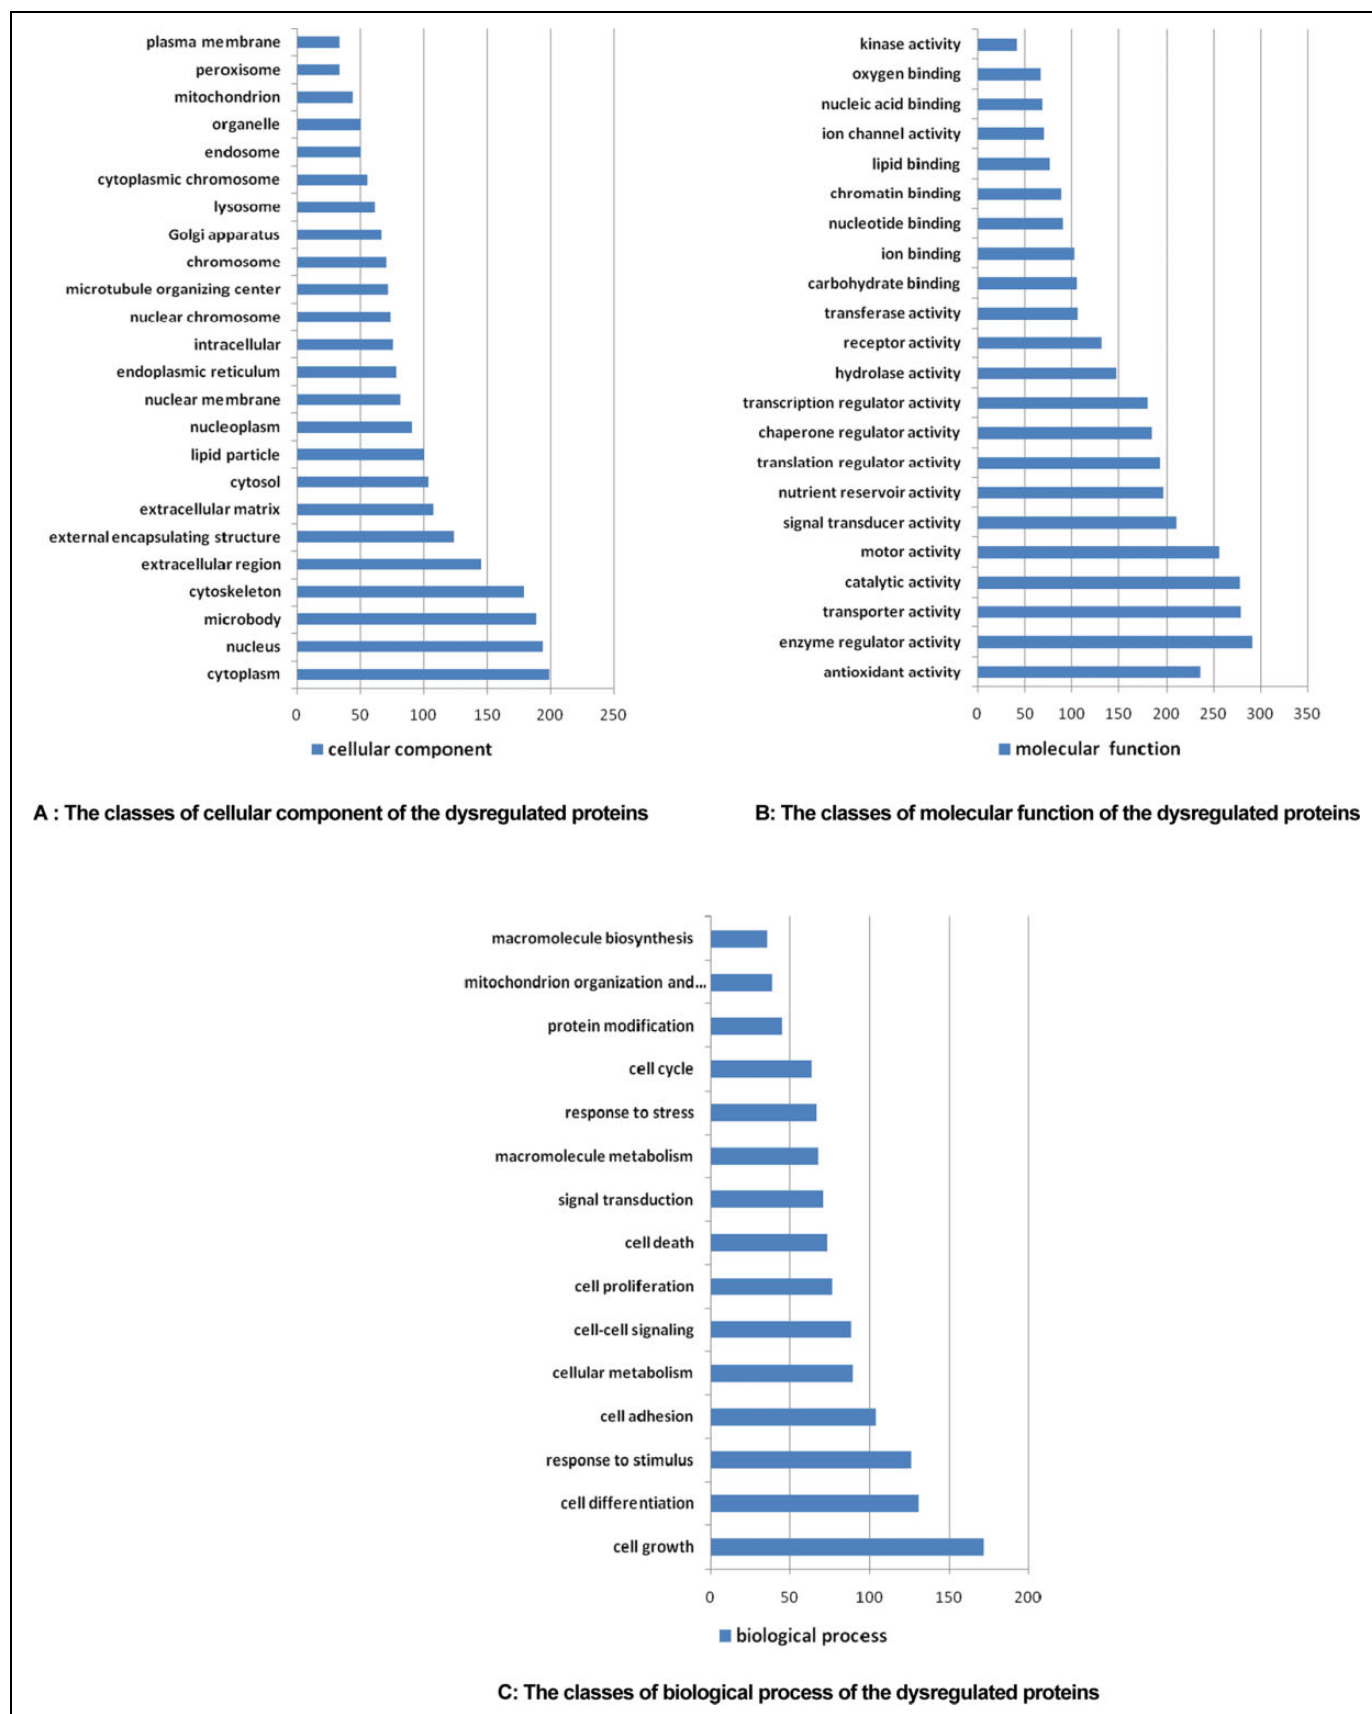 plasma membrane
peroxisome
mitochondrion
organelle
endosome
cytoplasmic chromosome
lysosome
Golgi apparatus
chromosome
microtubule organizing center
nuclear chromosome
intracellular
endoplasmic reticulum
nuclear membrane
nucleoplasm
lipid particle
cytosol
extracellular matrix
external encapsulating structure
extracellular region
cytoskeleton
microbody
nucleus
cytoplasm
0 50 100 150 200 250
cellular component
A : The classes of cellular component of the dysregulated proteins
kinase activity
oxygen binding
nucleic acid binding
ion channel activity
lipid binding
chromatin binding
nucleotide binding
ion binding
carbohydrate binding
transferase activity
receptor activity
hydrolase activity
transcription regulator activity
chaperone regulator activity
translation regulator activity
nutrient reservoir activity
signal transducer activity
motor activity
catalytic activity
transporter activity
enzyme regulator activity
antioxidant activity
0 50 100 150 200 250 300 350
molecular function
B: The classes of molecular function of the dysregulated proteins
macromolecule biosynthesis
mitochondrion organization and...
protein modification
cell cycle
response to stress
macromolecule metabolism
signal transduction
cell death
cell proliferation
cell-cell signaling
cellular metabolism
cell adhesion
response to stimulus
cell differentiation
cell growth
0 50 100 150 200
biological process
C: The classes of biological process of the dysregulated proteins